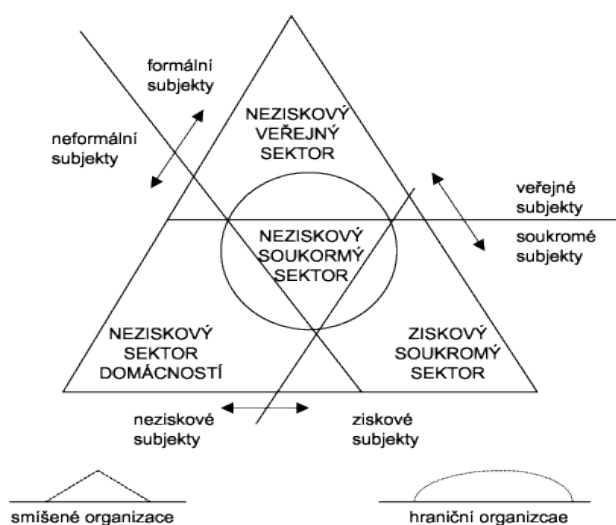 formální
subjekty
neformální
subjekty
NEZISKOVÝ
VEŘEJNÝ
SEKTOR
veřejné
subjekty
soukromé
subjekty
NEZISKOVÝ
SOUKORMÝ
SEKTOR
NEZISKOVÝ
SEKTOR
DOMÁCNOSTÍ
ZISKOVÝ
SOUKROMÝ
SEKTOR
neziskové
subjekty
ziskové
subjekty
smíšené organizace
hraniční organizcae